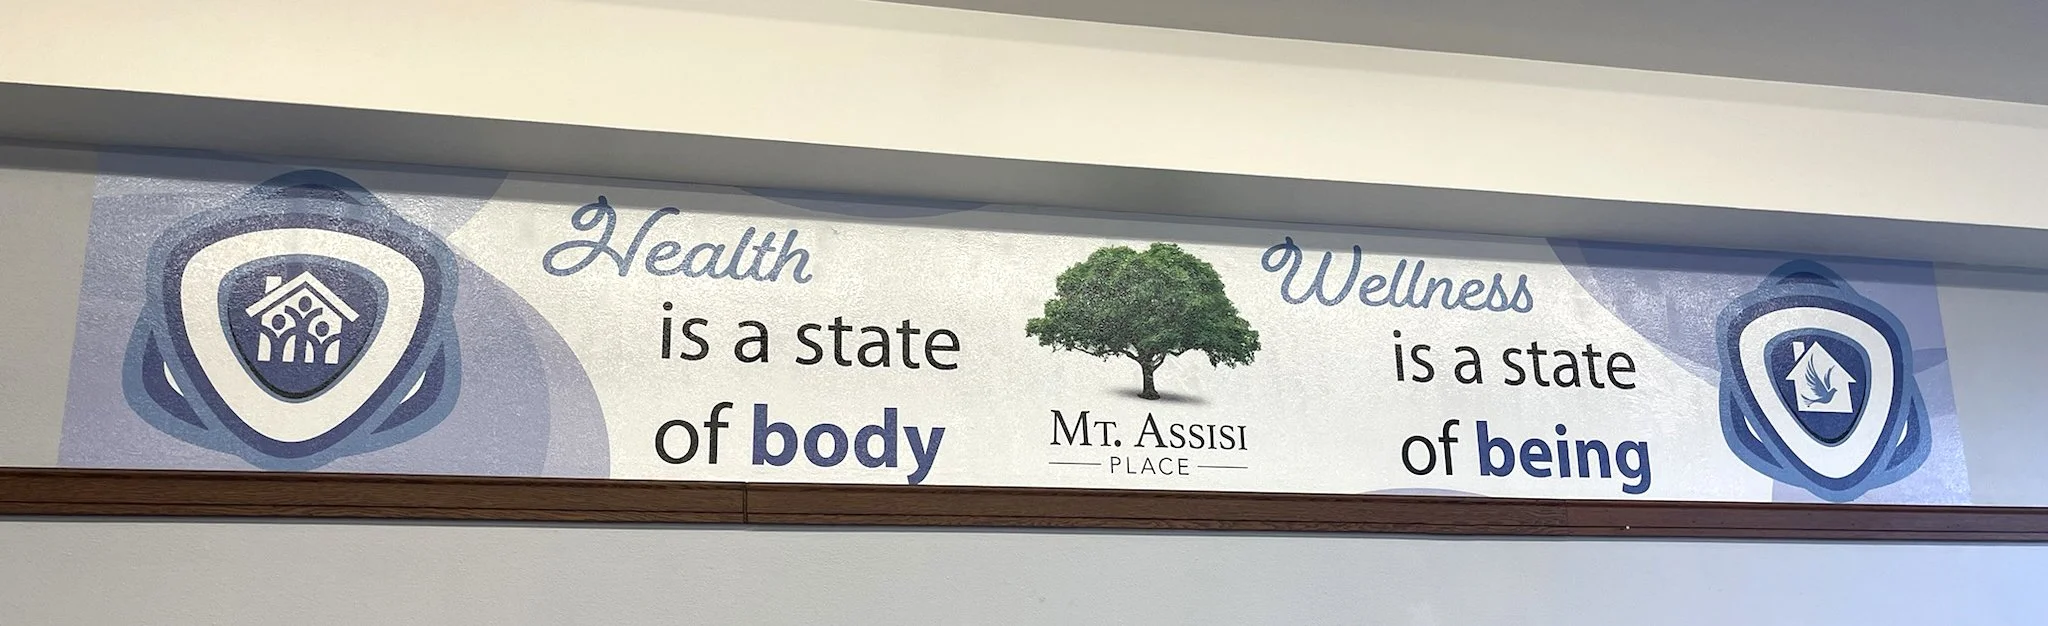 Health
is a state
of body
MT. ASSISI
PLACE
Wellness
is a state
of being